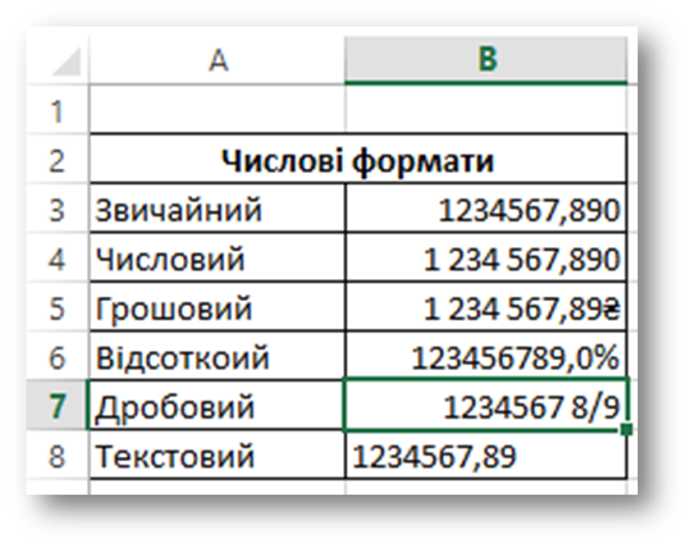 A B
1
2 Числові формати
3 Звичайний 1234567,890
4 Числовий 1 234 567,890
5 Грошовий 1 234 567,89₴
6 Відсоткоий 123456789,0%
7 Дробовий 1234567 8/9
8 Текстовий 1234567,89